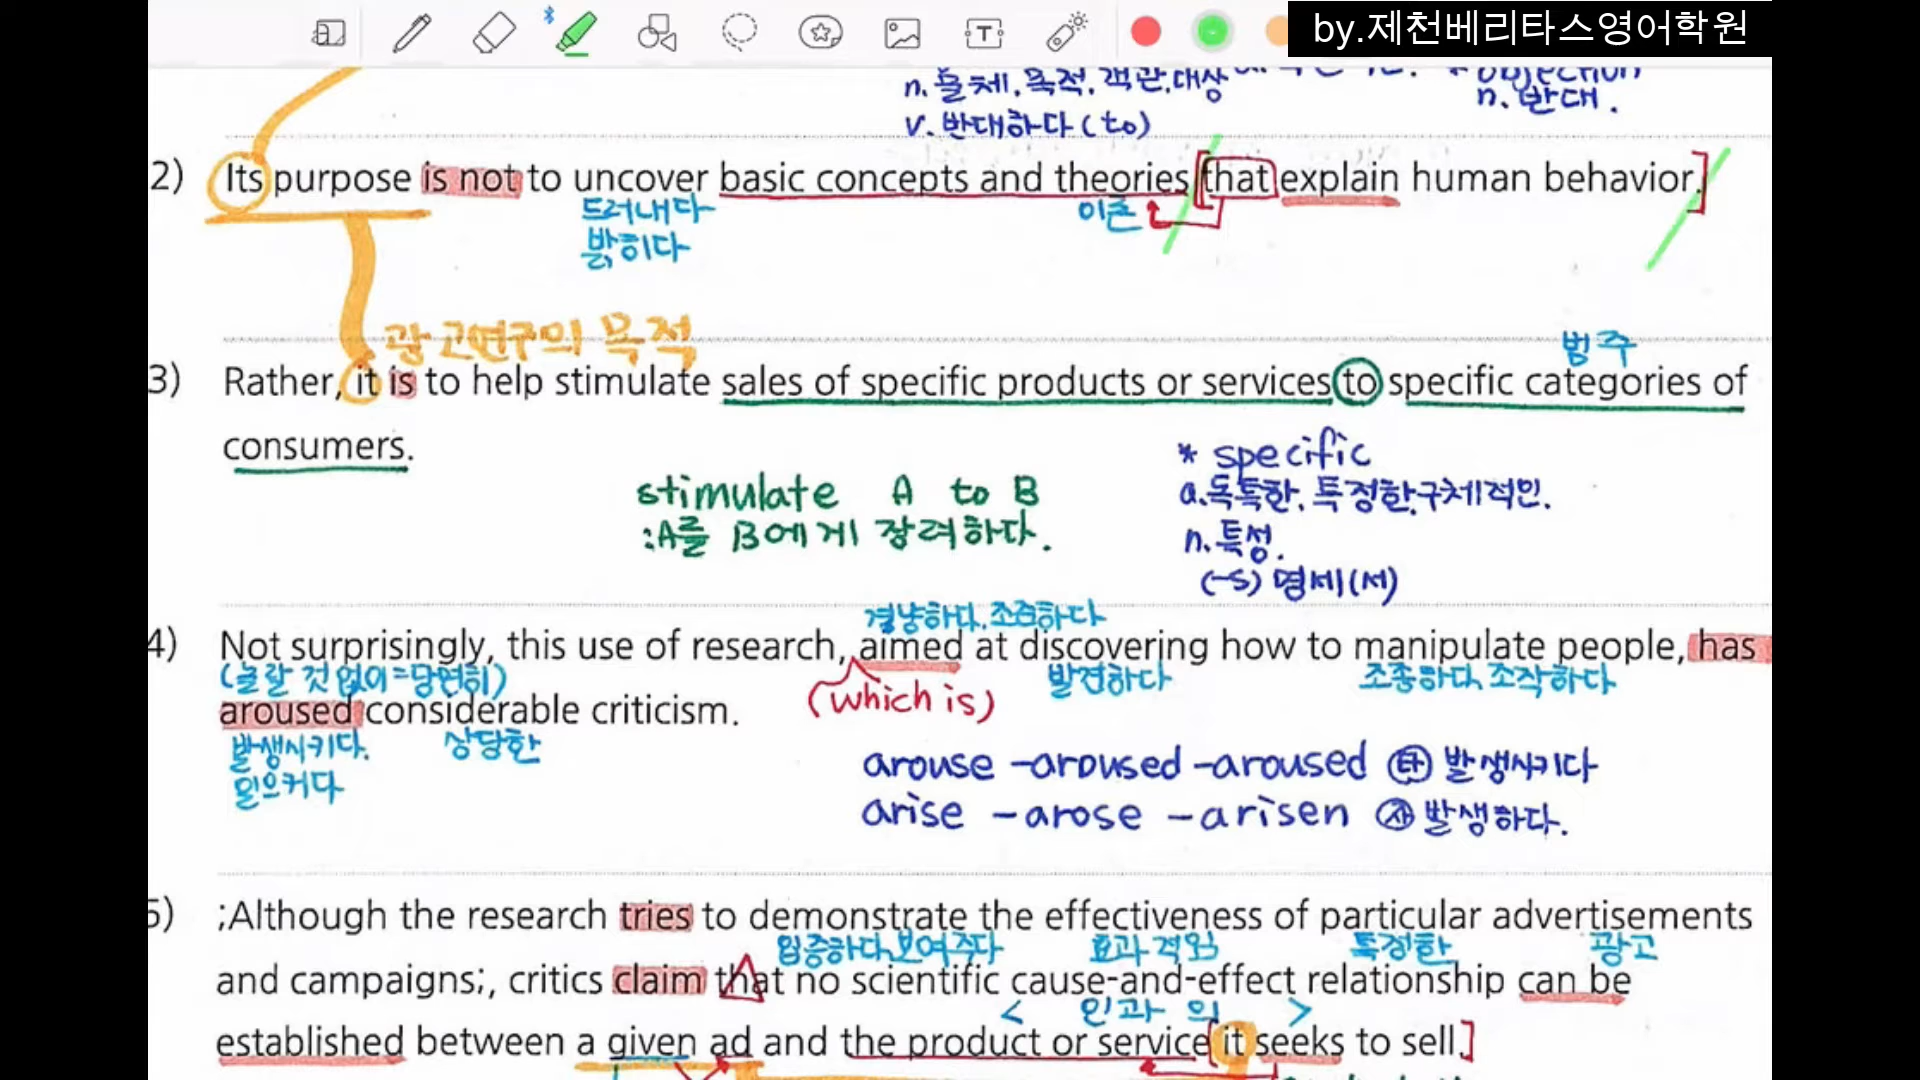 by.제천베리타스영어학원
n.물체.목적.객관.대상 * objection
v.반대하다(to) n.반대.
2) Its purpose is not to uncover basic concepts and theories [that explain human behavior.]
드러내다 이론
밝히다
광고연구의 목적
범주
3) Rather, it is to help stimulate sales of specific products or services to specific categories of
consumers.
* specific
stimulate A to B
a.독특한.특정한.구체적인.
:A를 B에게 장려하다.
n.특성.
(-s) 명세(서)
겨냥하다.조준하다
4) Not surprisingly, this use of research, aimed at discovering how to manipulate people, has
(놀랄 것 없이=당연히) (which is) 발견하다 조종하다.조작하다
aroused considerable criticism.
발생시키다. 상당한
일으키다
arouse -aroused -aroused 타 발생시키다
arise -arose -arisen 자 발생하다.
5) ;Although the research tries to demonstrate the effectiveness of particular advertisements
입증하다.보여주다 효과적임 특정한 광고
and campaigns;, critics claim that no scientific cause-and-effect relationship can be
< 인과 의 >
established between a given ad and the product or service [it seeks to sell.]